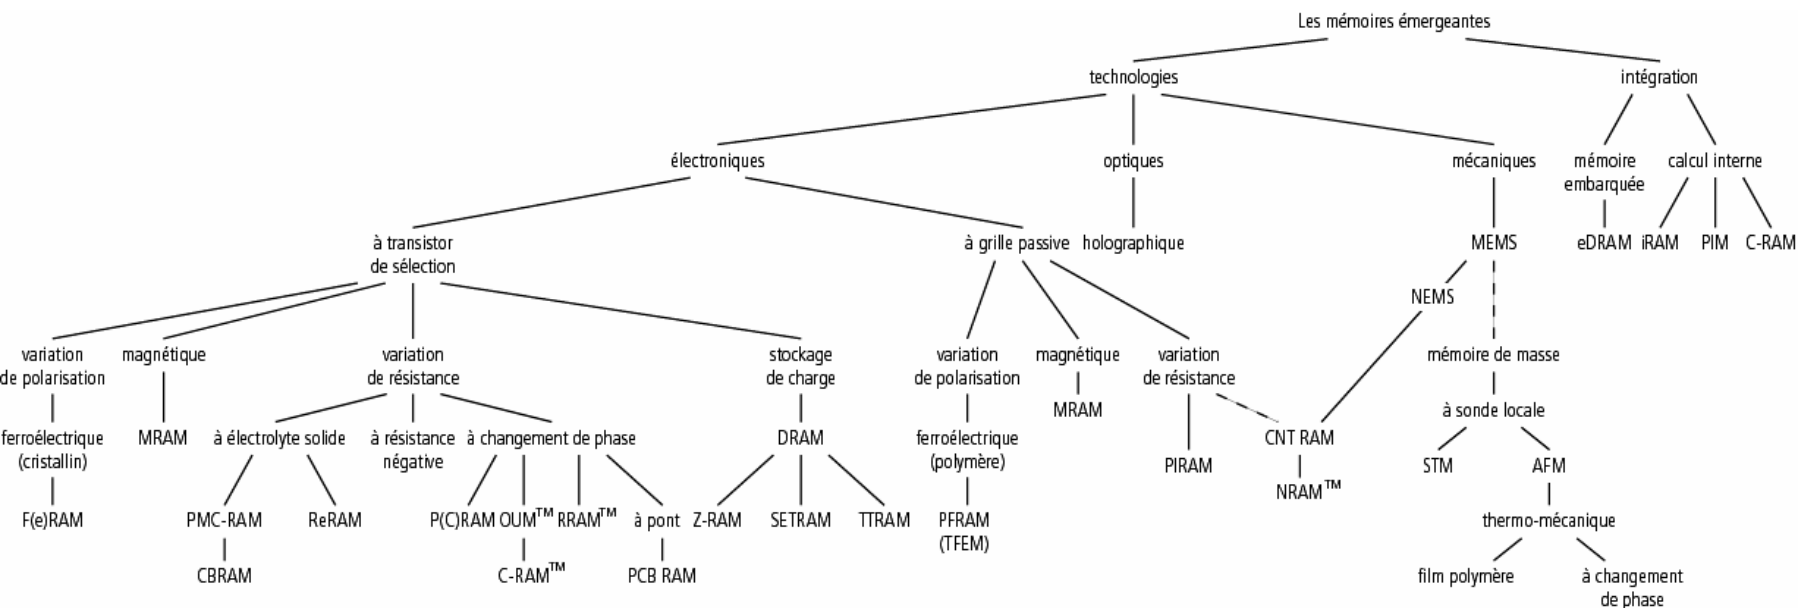 Les mémoires émergeantes
technologies
intégration
électroniques
optiques
mécaniques
mémoire
embarquée
calcul interne
à transistor
de sélection
à grille passive
holographique
MEMS
eDRAM
iRAM
PIM
C-RAM
NEMS
variation
de polarisation
magnétique
variation
de résistance
stockage
de charge
variation
de polarisation
magnétique
variation
de résistance
mémoire de masse
MRAM
à sonde locale
ferroélectrique
(cristallin)
MRAM
à électrolyte solide
à résistance
négative
à changement de phase
DRAM
ferroélectrique
(polymère)
PIRAM
CNT RAM
STM
AFM
NRAM™
F(e)RAM
PMC-RAM
ReRAM
P(C)RAM
OUM™
RRAM™
à pont
Z-RAM
SETRAM
TTRAM
PFRAM
(TFEM)
thermo-mécanique
CBRAM
C-RAM™
PCB RAM
film polymère
à changement
de phase